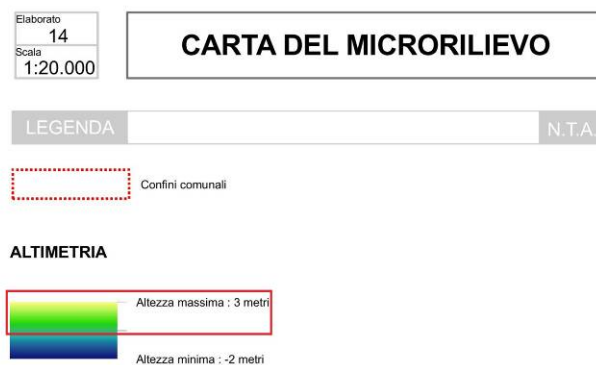 Elaborato
14
Scala
1:20.000
CARTA DEL MICRORILIEVO
LEGENDA
N.T.A.
Confini comunali
ALTIMETRIA
Altezza massima : 3 metri
Altezza minima : -2 metri